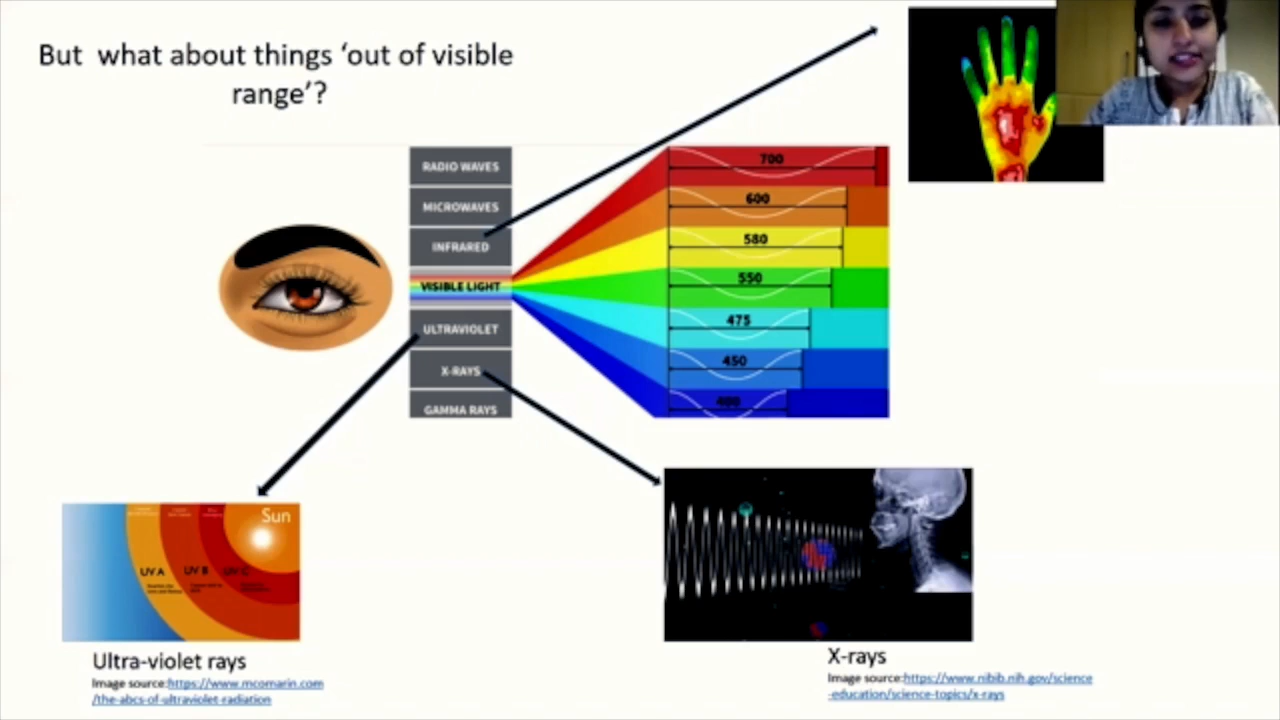 But what about things ‘out of visible
range’?
RADIO WAVES
MICROWAVES
INFRARED
VISIBLE LIGHT
ULTRAVIOLET
X-RAYS
GAMMA RAYS
700
600
580
550
475
450
400
Sun
UV A
UV B
UV C
Ultra-violet rays
Image source:https://www.mcomarin.com
/the-abcs-of-ultraviolet-radiation
X-rays
Image source:https://www.nibib.nih.gov/science
-education/science-topics/x-rays